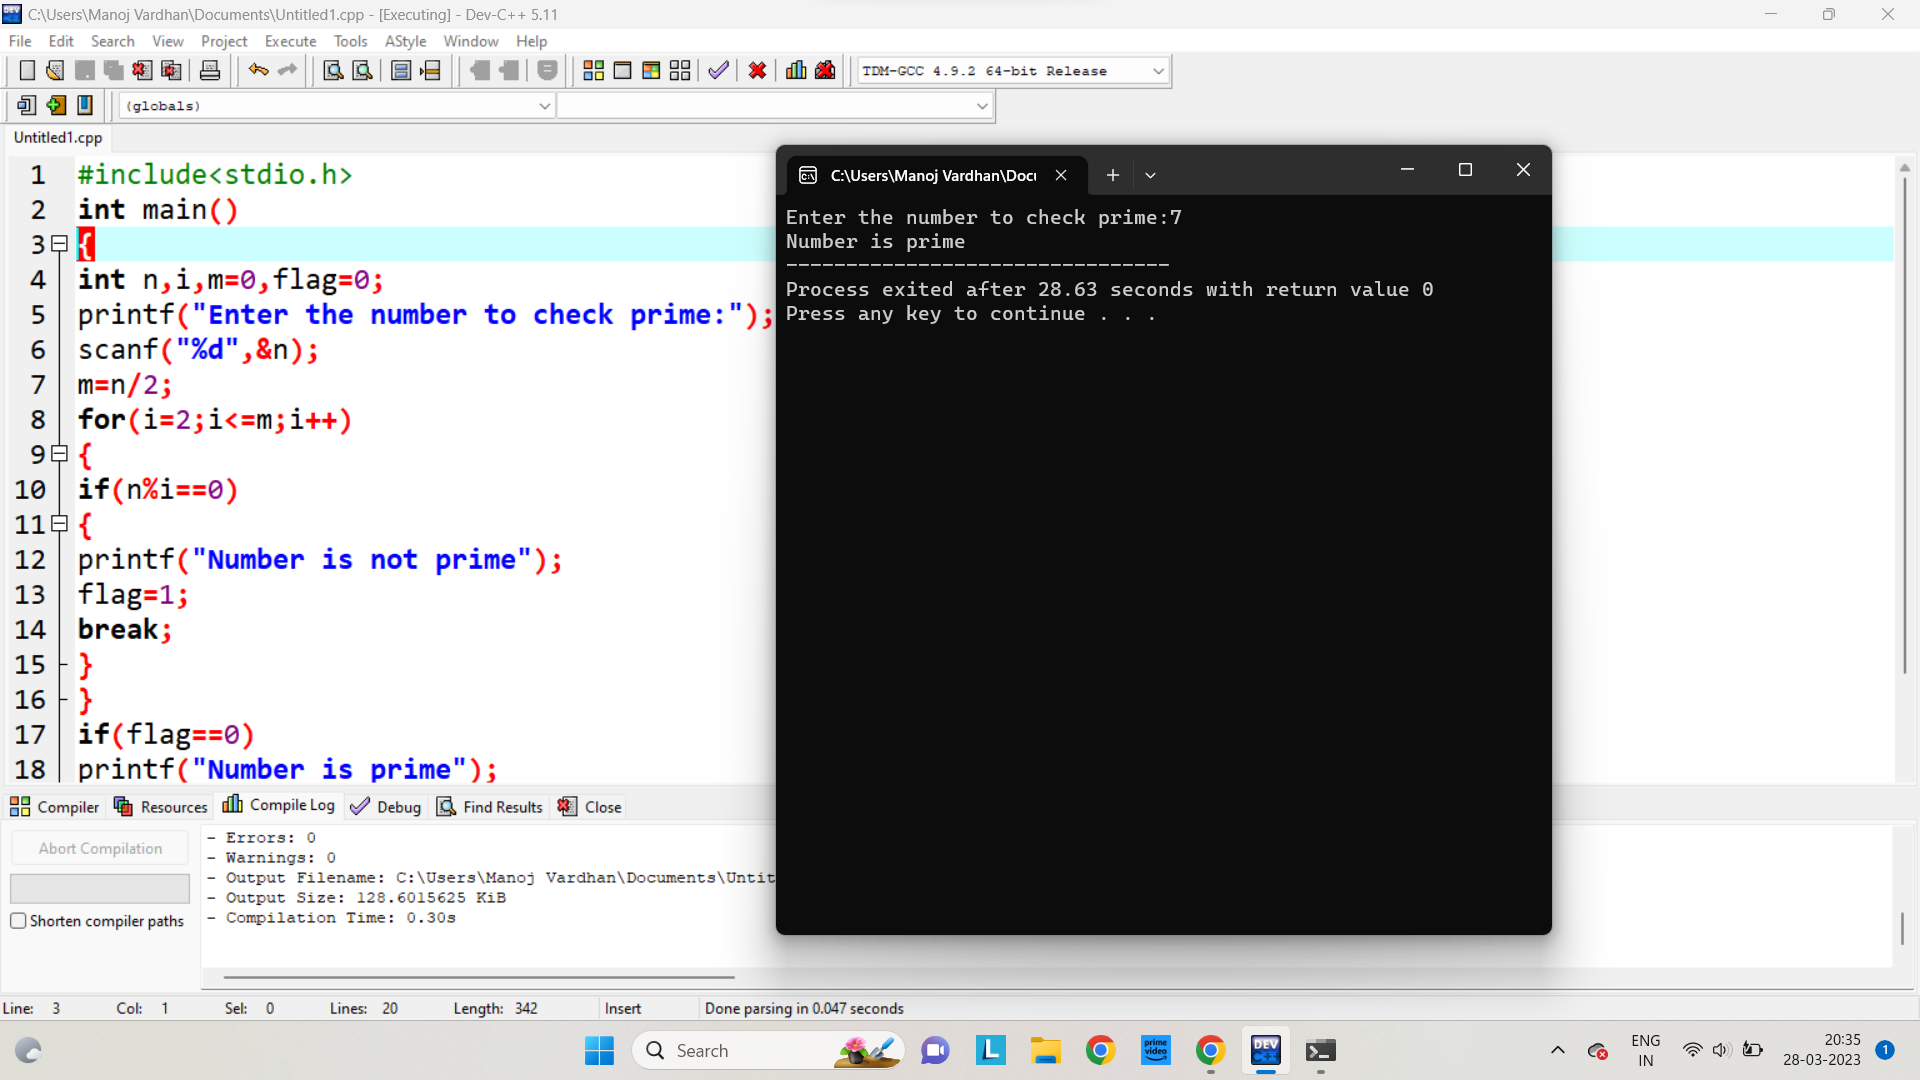 C:\Users\Manoj Vardhan\Documents\Untitled1.cpp - [Executing] - Dev-C++ 5.11
File Edit Search View Project Execute Tools AStyle Window Help
TDM-GCC 4.9.2 64-bit Release
(globals)
Untitled1.cpp
1 #include<stdio.h>
2 int main()
3 {
4 int n,i,m=0,flag=0;
5 printf("Enter the number to check prime:");
6 scanf("%d",&n);
7 m=n/2;
8 for(i=2;i<=m;i++)
9 {
10 if(n%i==0)
11 {
12 printf("Number is not prime");
13 flag=1;
14 break;
15 }
16 }
17 if(flag==0)
18 printf("Number is prime");
C:\Users\Manoj Vardhan\Docu
Enter the number to check prime:7
Number is prime
--------------------------------
Process exited after 28.63 seconds with return value 0
Press any key to continue . . .
Compiler Resources Compile Log Debug Find Results Close
Abort Compilation
Shorten compiler paths
- Errors: 0
- Warnings: 0
- Output Filename: C:\Users\Manoj Vardhan\Documents\Untit
- Output Size: 128.6015625 KiB
- Compilation Time: 0.30s
Line: 3 Col: 1 Sel: 0 Lines: 20 Length: 342 Insert Done parsing in 0.047 seconds
Search
L
prime video
DEV C++
ENG
IN
20:35
28-03-2023
1